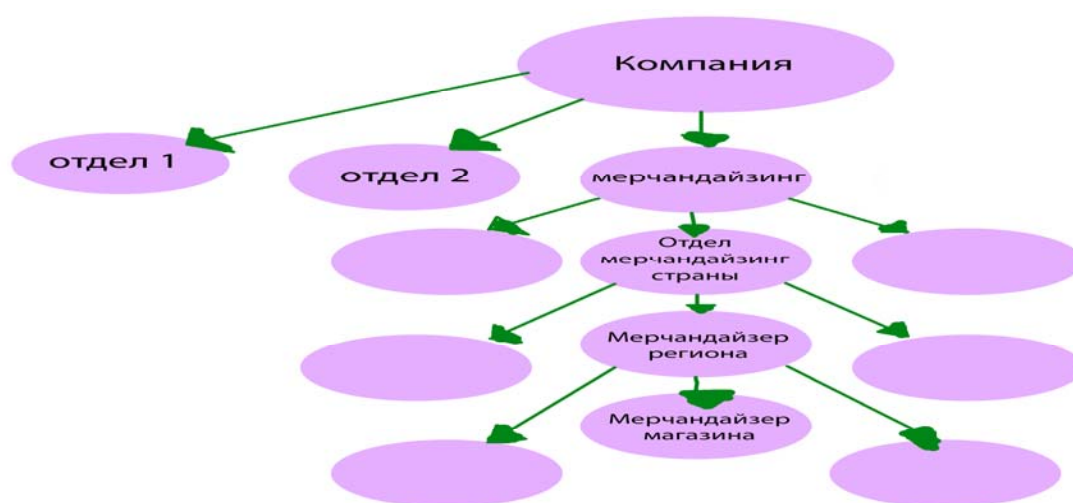 Компания
отдел 1
отдел 2
мерчандайзинг
Отдел
мерчандайзинг
страны
Мерчандайзер
региона
Мерчандайзер
магазина